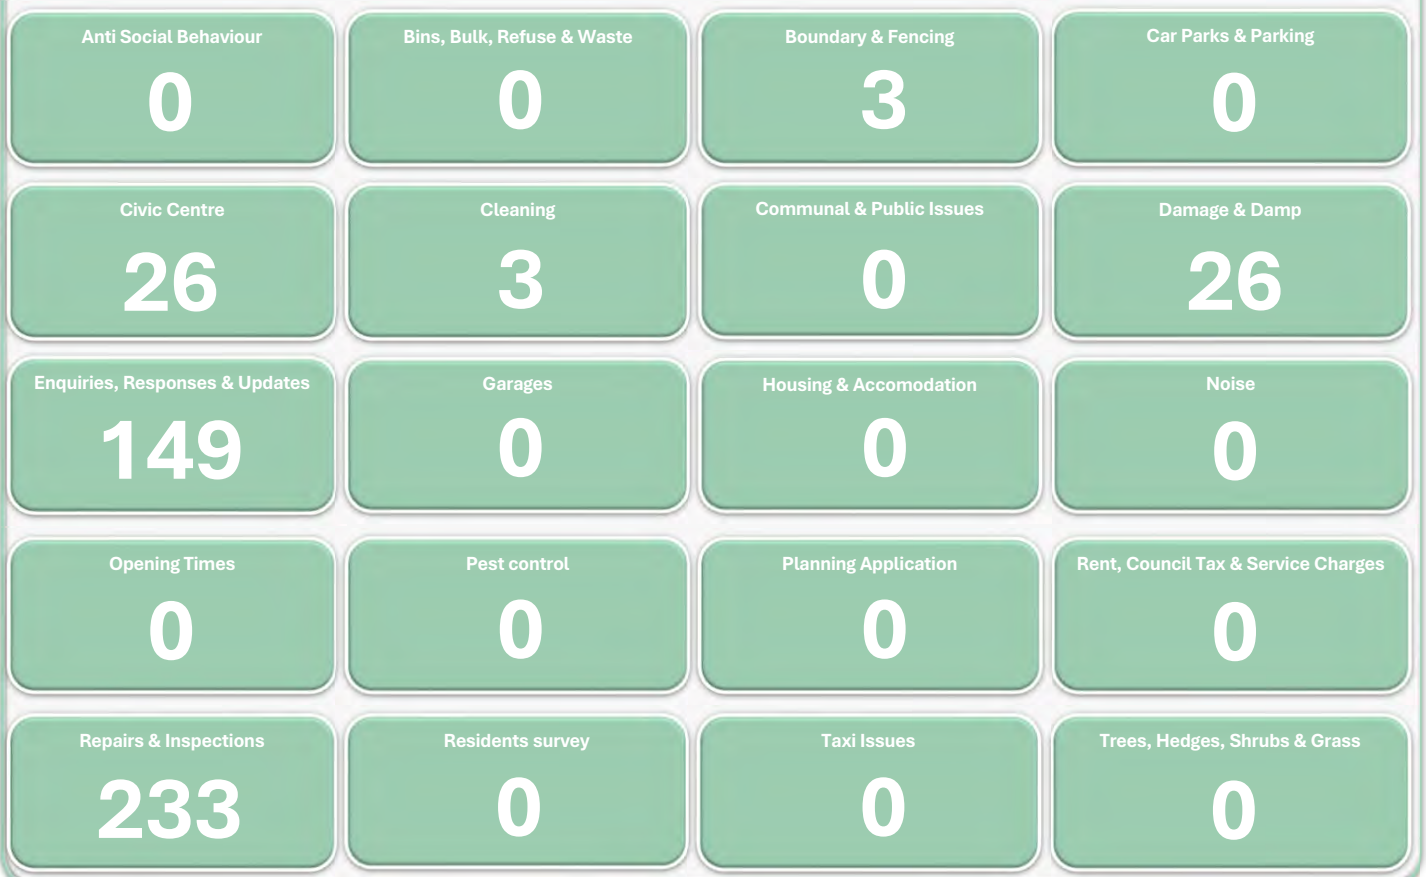 Anti Social Behaviour
0
Bins, Bulk, Refuse & Waste
0
Boundary & Fencing
3
Car Parks & Parking
0
Civic Centre
26
Cleaning
3
Communal & Public Issues
0
Damage & Damp
26
Enquiries, Responses & Updates
149
Garages
0
Housing & Accomodation
0
Noise
0
Opening Times
0
Pest control
0
Planning Application
0
Rent, Council Tax & Service Charges
0
Repairs & Inspections
233
Residents survey
0
Taxi Issues
0
Trees, Hedges, Shrubs & Grass
0